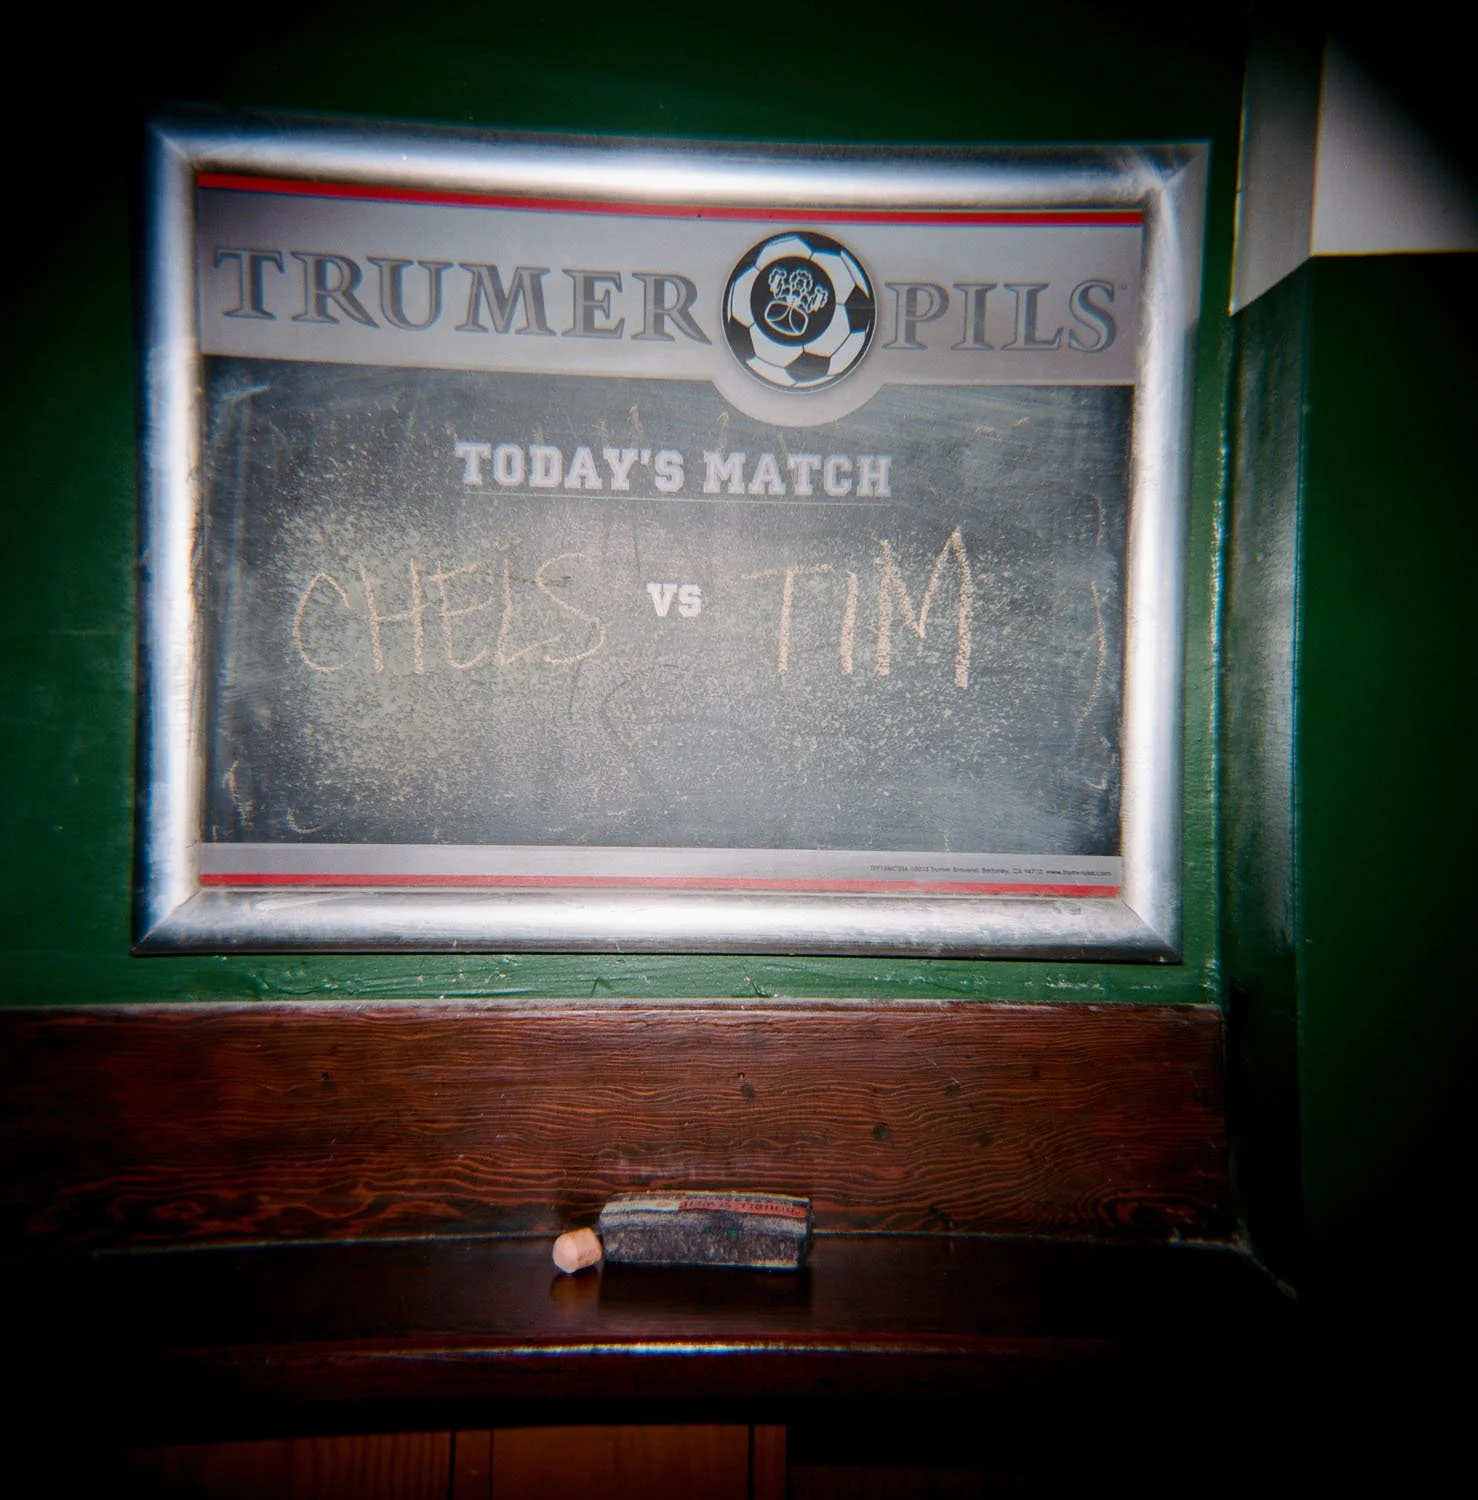 TRUMER PILS
TODAY'S MATCH
CHELS VS TIM